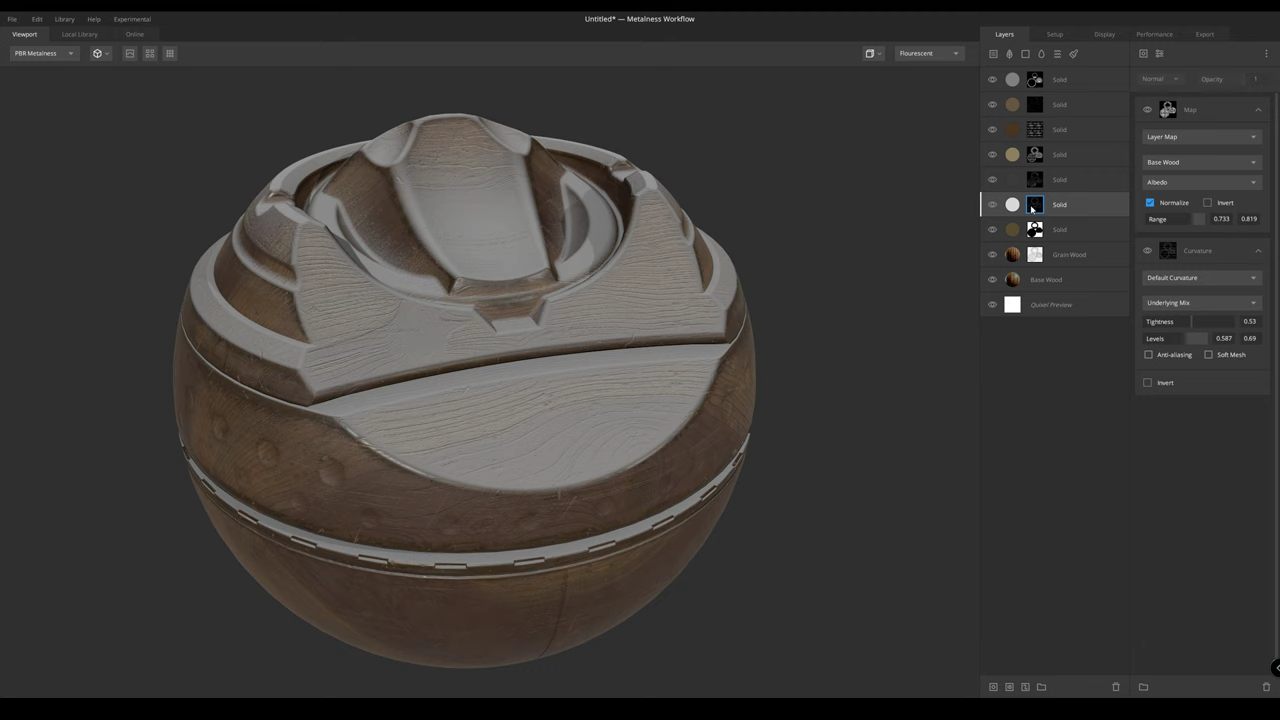 Untitled* — Metalness Workflow
File Edit Library Help Experimental
Viewport Local Library Online
Layers Setup Display Performance Export
PBR Metalness
Flourescent
Normal Opacity 1
Solid
Solid
Solid
Solid
Solid
Solid
Solid
Grain Wood
Base Wood
Quixel Preview
Map
Layer Map
Base Wood
Albedo
Normalize Invert
Range 0.733 0.819
Curvature
Default Curvature
Underlying Mix
Tightness 0.53
Levels 0.587 0.69
Anti-aliasing Soft Mesh
Invert